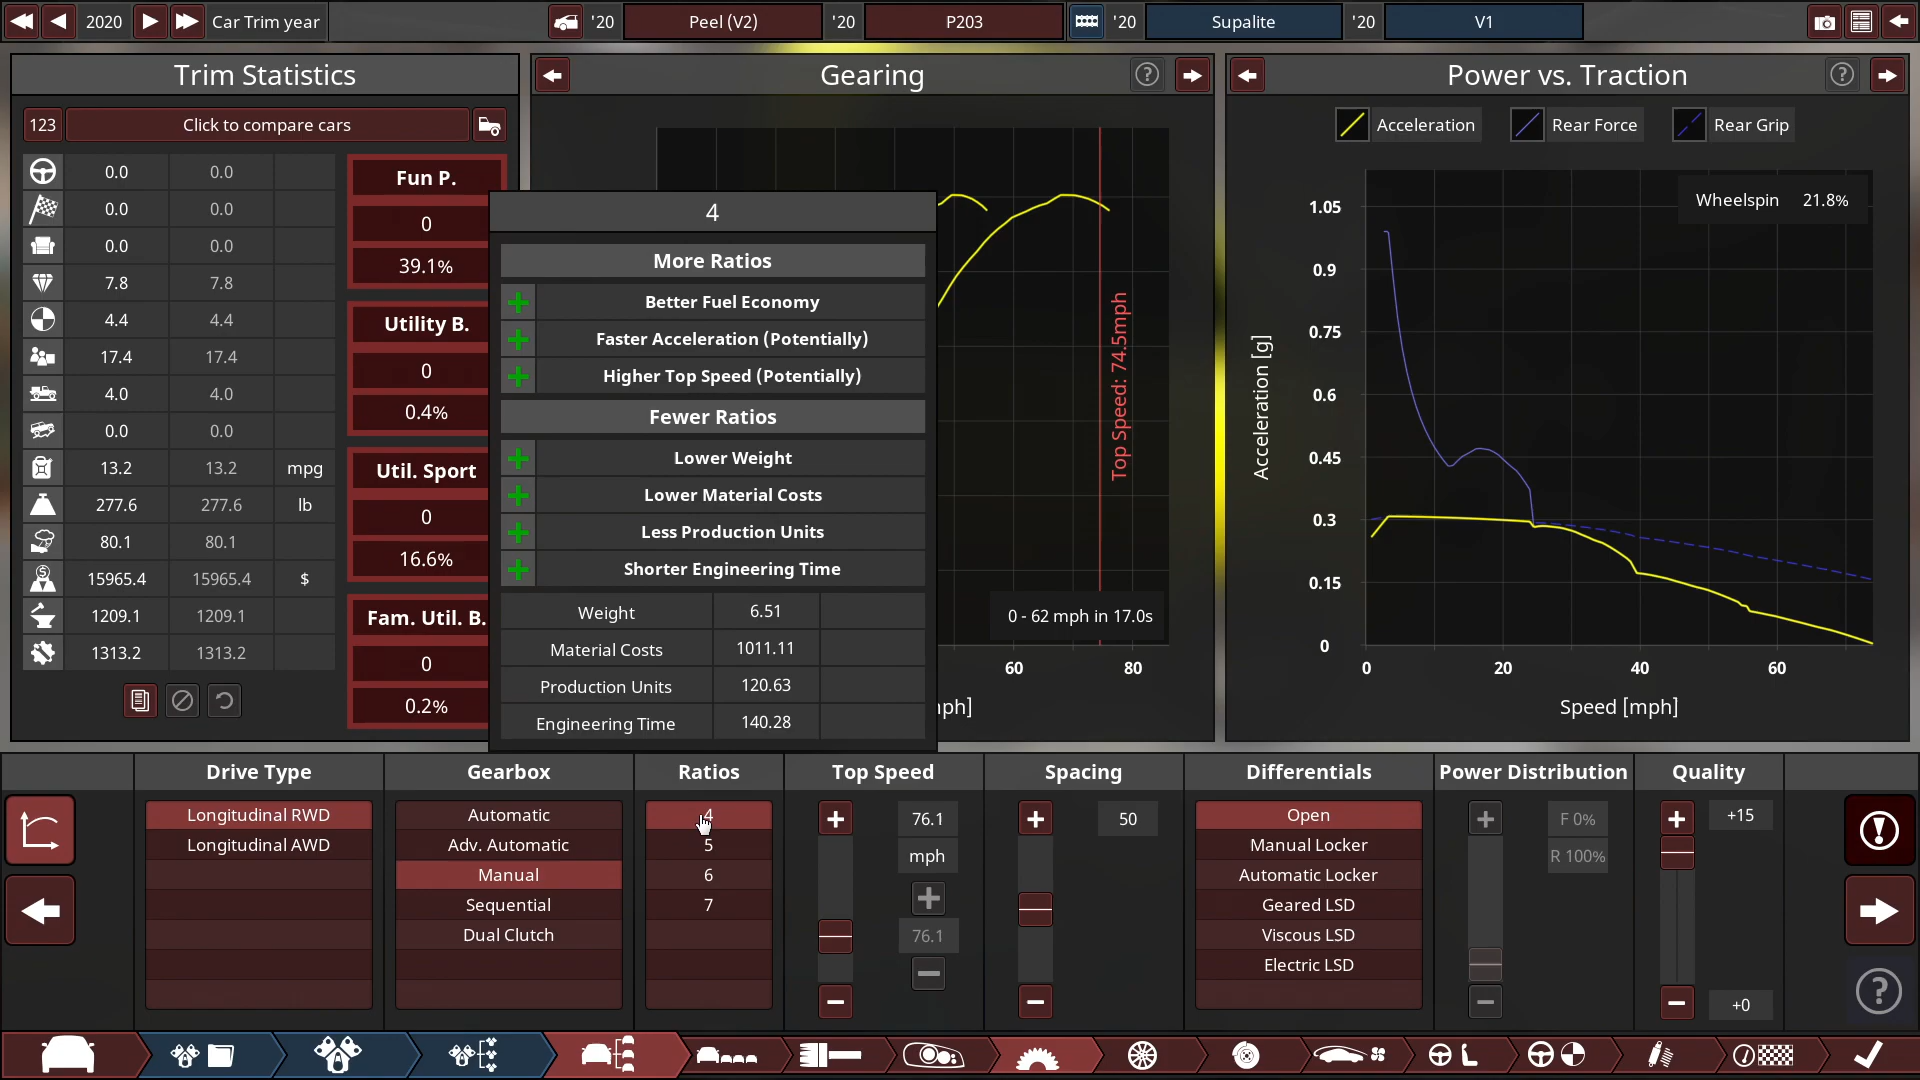 2020
Car Trim year
'20
Peel (V2)
'20
P203
'20
Supalite
'20
V1
Trim Statistics
123
Click to compare cars
0.0 0.0
0.0 0.0
0.0 0.0
7.8 7.8
4.4 4.4
17.4 17.4
4.0 4.0
0.0 0.0
13.2 13.2 mpg
277.6 277.6 lb
80.1 80.1
15965.4 15965.4 $
1209.1 1209.1
1313.2 1313.2
Fun P.
0
39.1%
Utility B.
0
0.4%
Util. Sport
0
16.6%
Fam. Util. B.
0
0.2%
Gearing
?
Top Speed: 74.5mph
0 - 62 mph in 17.0s
60
80
mph]
4
More Ratios
Better Fuel Economy
Faster Acceleration (Potentially)
Higher Top Speed (Potentially)
Fewer Ratios
Lower Weight
Lower Material Costs
Less Production Units
Shorter Engineering Time
Weight 6.51
Material Costs 1011.11
Production Units 120.63
Engineering Time 140.28
Power vs. Traction
?
Acceleration
Rear Force
Rear Grip
Wheelspin 21.8%
1.05
0.9
0.75
0.6
0.45
0.3
0.15
0
Acceleration [g]
0
20
40
60
Speed [mph]
Drive Type
Longitudinal RWD
Longitudinal AWD
Gearbox
Automatic
Adv. Automatic
Manual
Sequential
Dual Clutch
Ratios
4
5
6
7
Top Speed
76.1
mph
76.1
Spacing
50
Differentials
Open
Manual Locker
Automatic Locker
Geared LSD
Viscous LSD
Electric LSD
Power Distribution
F 0%
R 100%
Quality
+15
+0
?